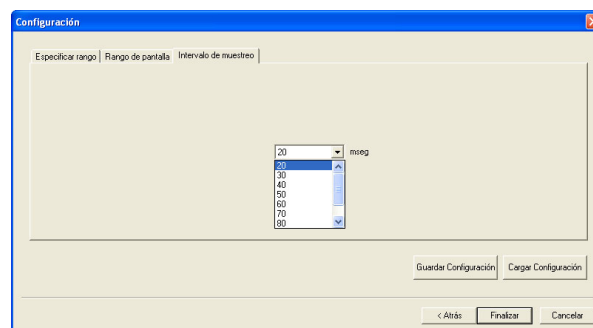 Configuración
Especificar rango Rango de pantalla Intervalo de muestreo
20 mseg
20
30
40
50
60
70
80
Guardar Configuración Cargar Configuración
< Atrás Finalizar Cancelar